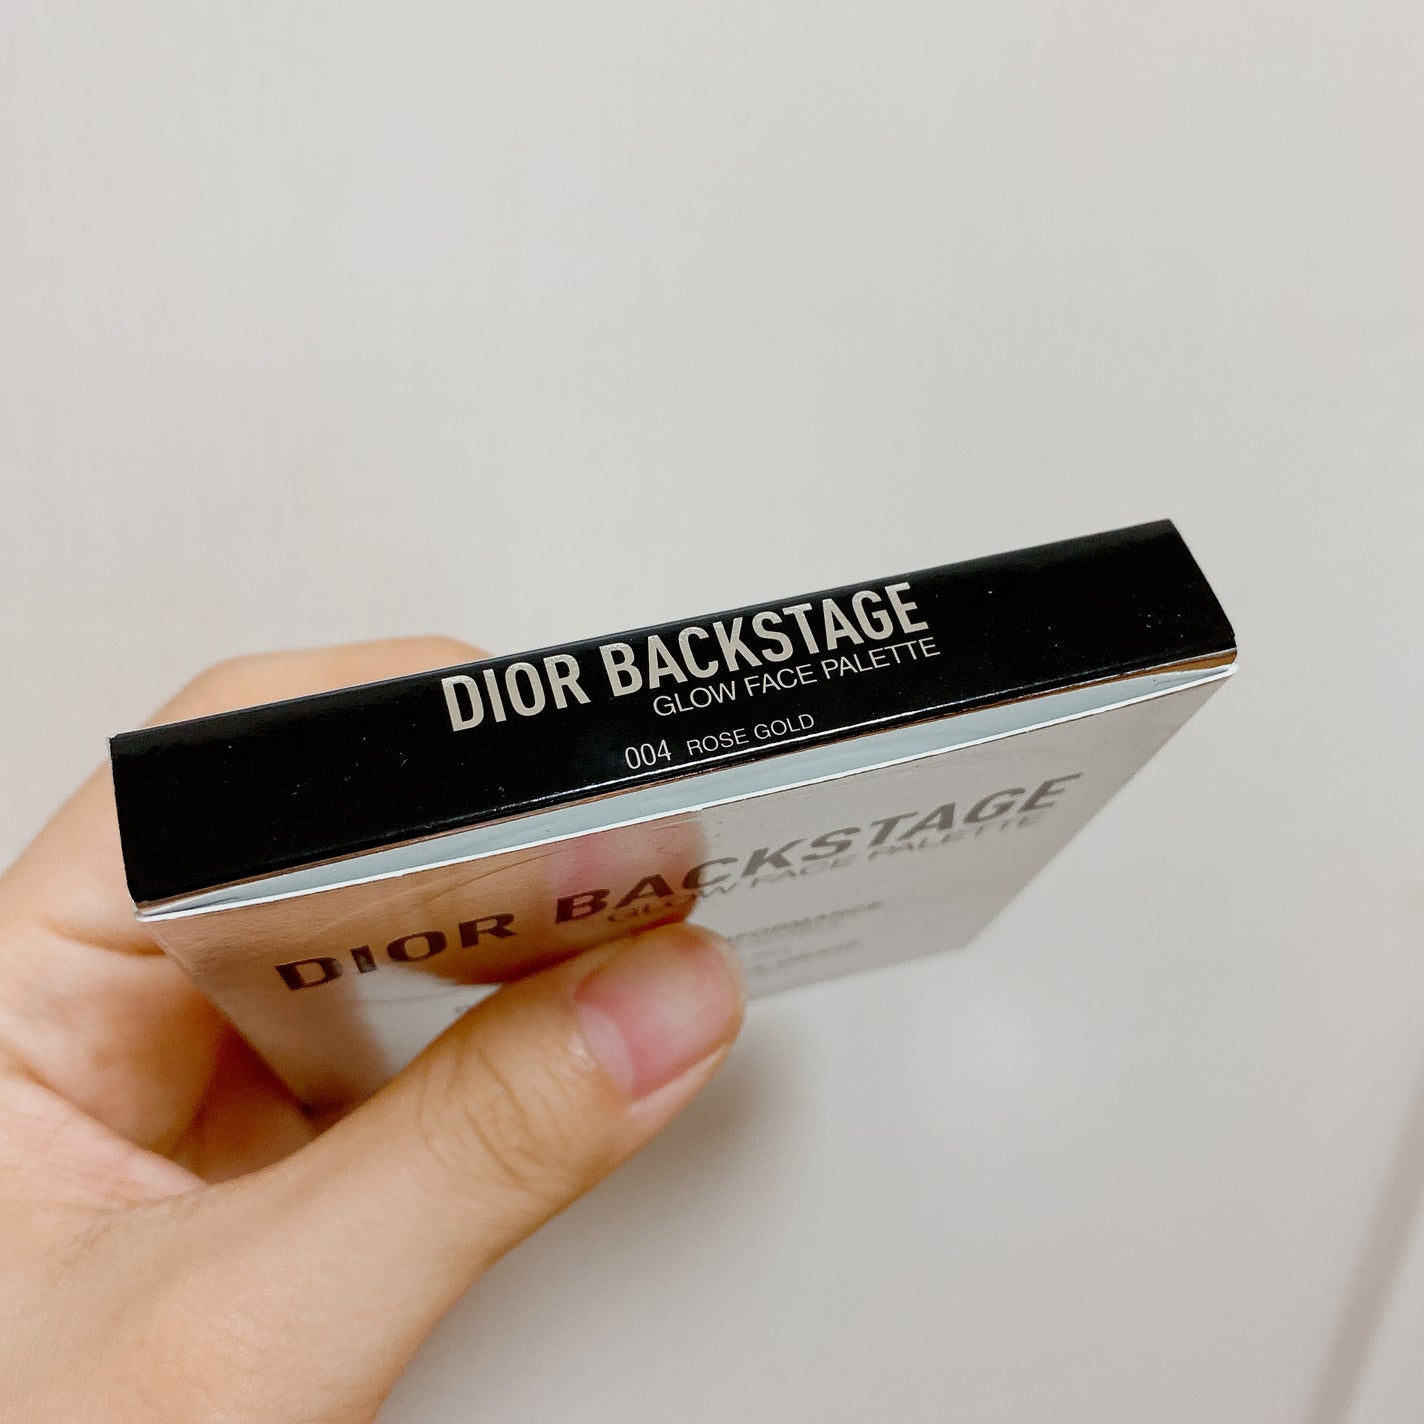 DIOR BACKSTAGE
GLOW FACE PALETTE
004 ROSE GOLD
DIOR BACKSTAGE
GLOW FACE PALETTE